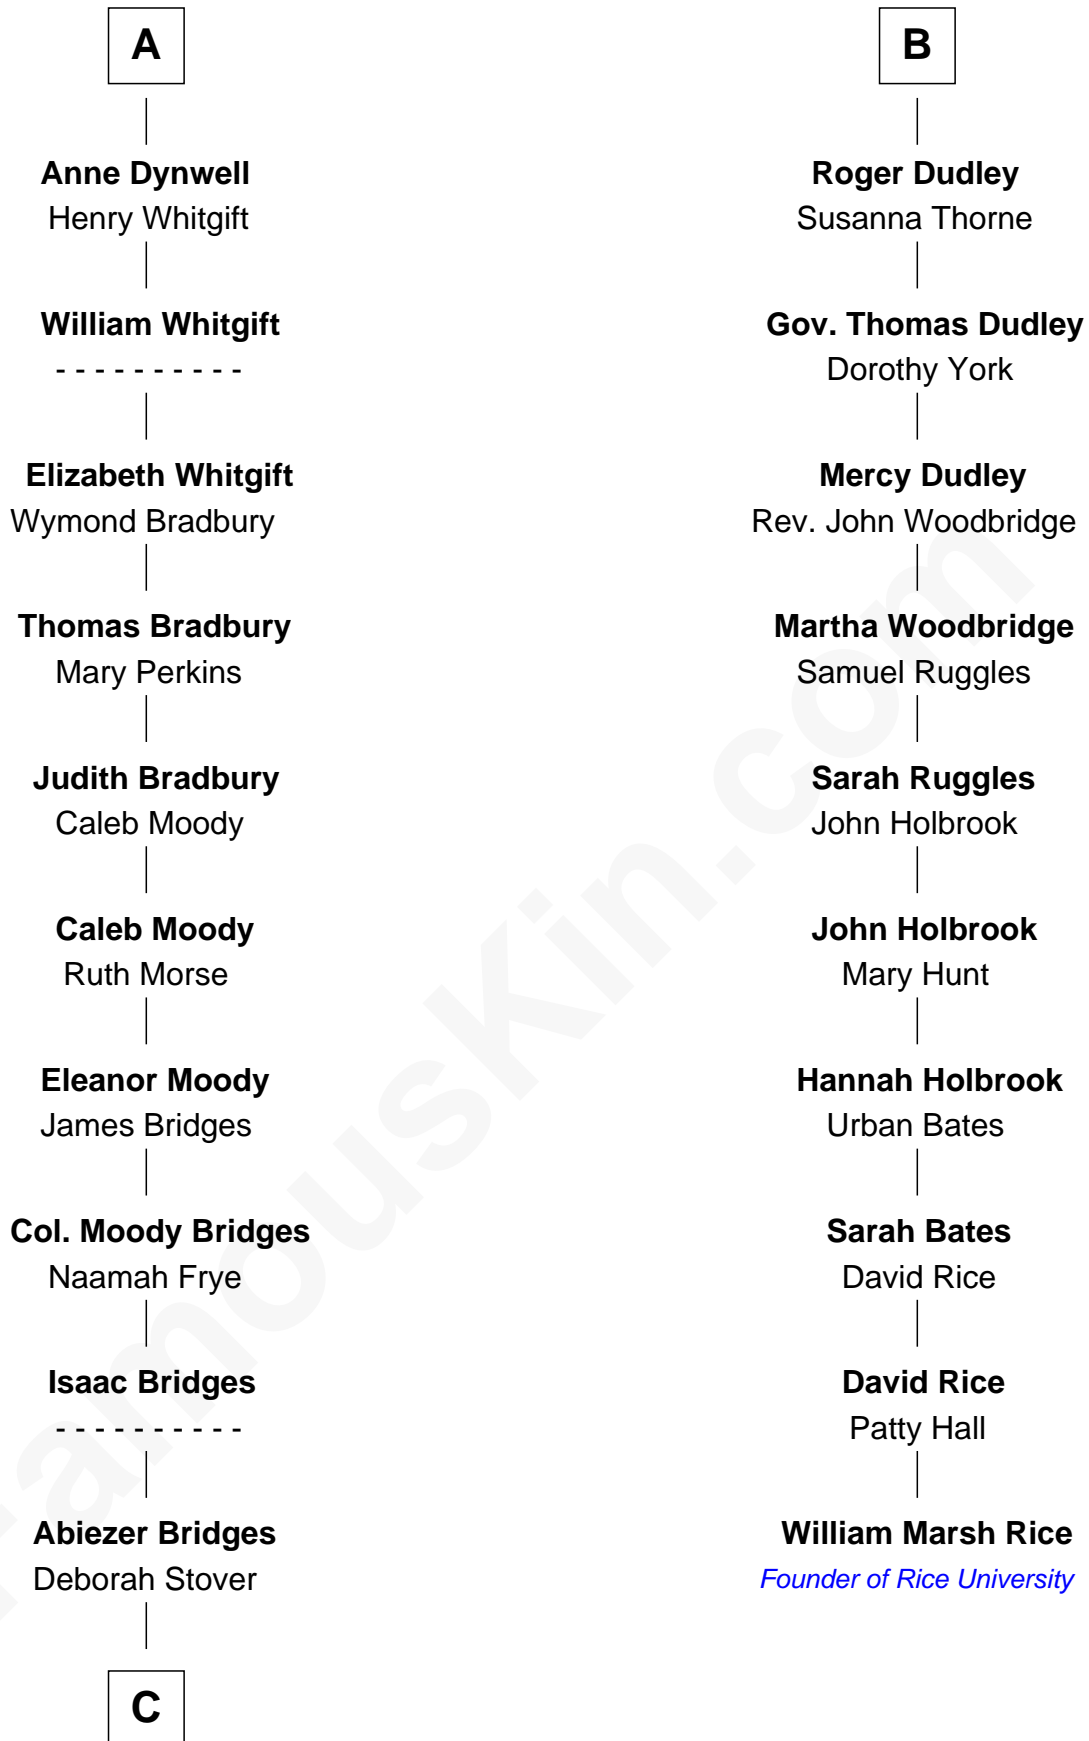 A
Anne Dynwell
Henry Whitgift
William Whitgift
- - - - - - - - - -
Elizabeth Whitgift
Wymond Bradbury
Thomas Bradbury
Mary Perkins
Judith Bradbury
Caleb Moody
Caleb Moody
Ruth Morse
Eleanor Moody
James Bridges
Col. Moody Bridges
Naamah Frye
Isaac Bridges
- - - - - - - - - -
Abiezer Bridges
Deborah Stover
C
B
Roger Dudley
Susanna Thorne
Gov. Thomas Dudley
Dorothy York
Mercy Dudley
Rev. John Woodbridge
Martha Woodbridge
Samuel Ruggles
Sarah Ruggles
John Holbrook
John Holbrook
Mary Hunt
Hannah Holbrook
Urban Bates
Sarah Bates
David Rice
David Rice
Patty Hall
William Marsh Rice
Founder of Rice University
FamousKin.com